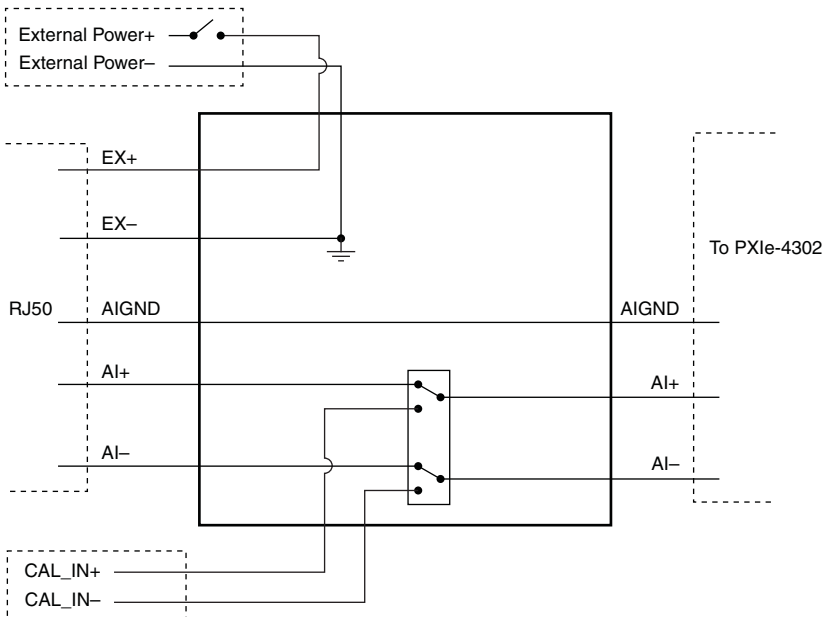 External Power+
External Power–
EX+
EX–
To PXIe-4302
RJ50
AIGND
AIGND
AI+
AI+
AI–
AI–
CAL_IN+
CAL_IN–